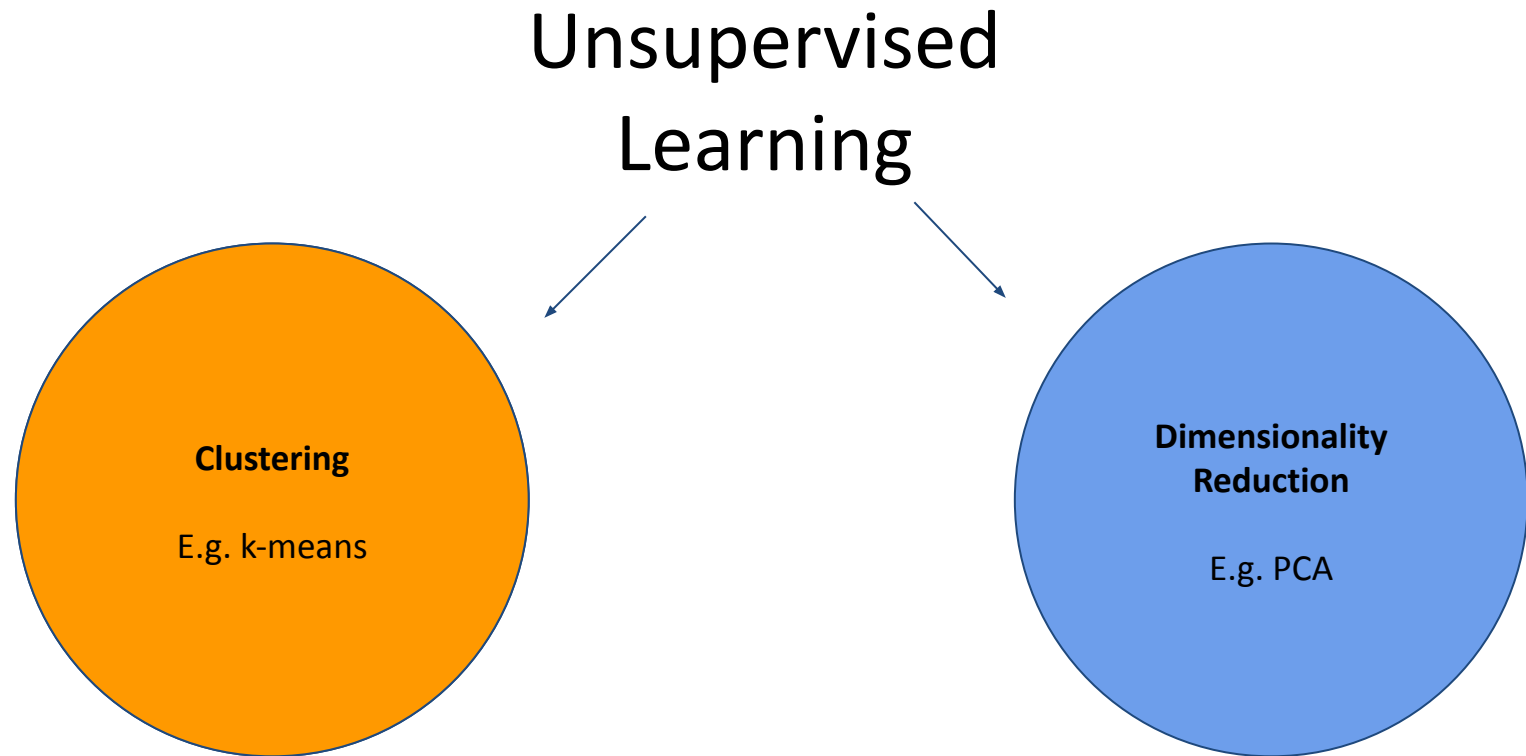 Unsupervised
Learning
Clustering
E.g. k-means
Dimensionality
Reduction
E.g. PCA